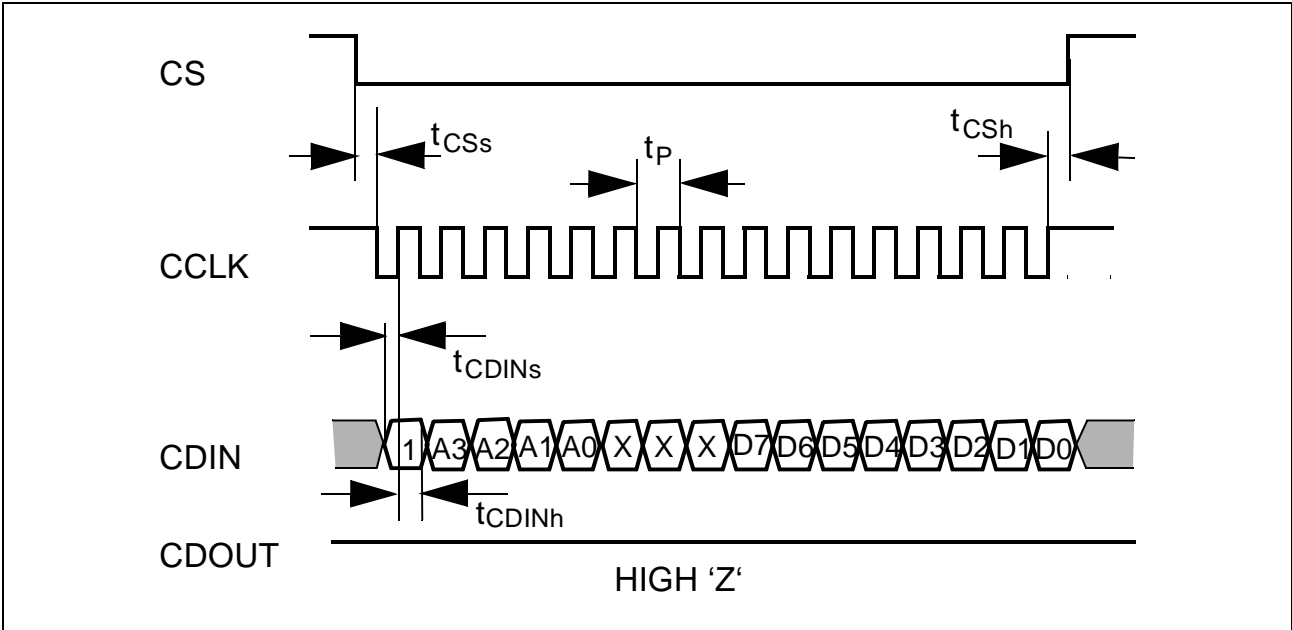 CS
tCSs
tP
tCSh
CCLK
tCDINs
CDIN
1 A3 A2 A1 A0 X X X D7 D6 D5 D4 D3 D2 D1 D0
tCDINh
CDOUT
HIGH ‘Z‘